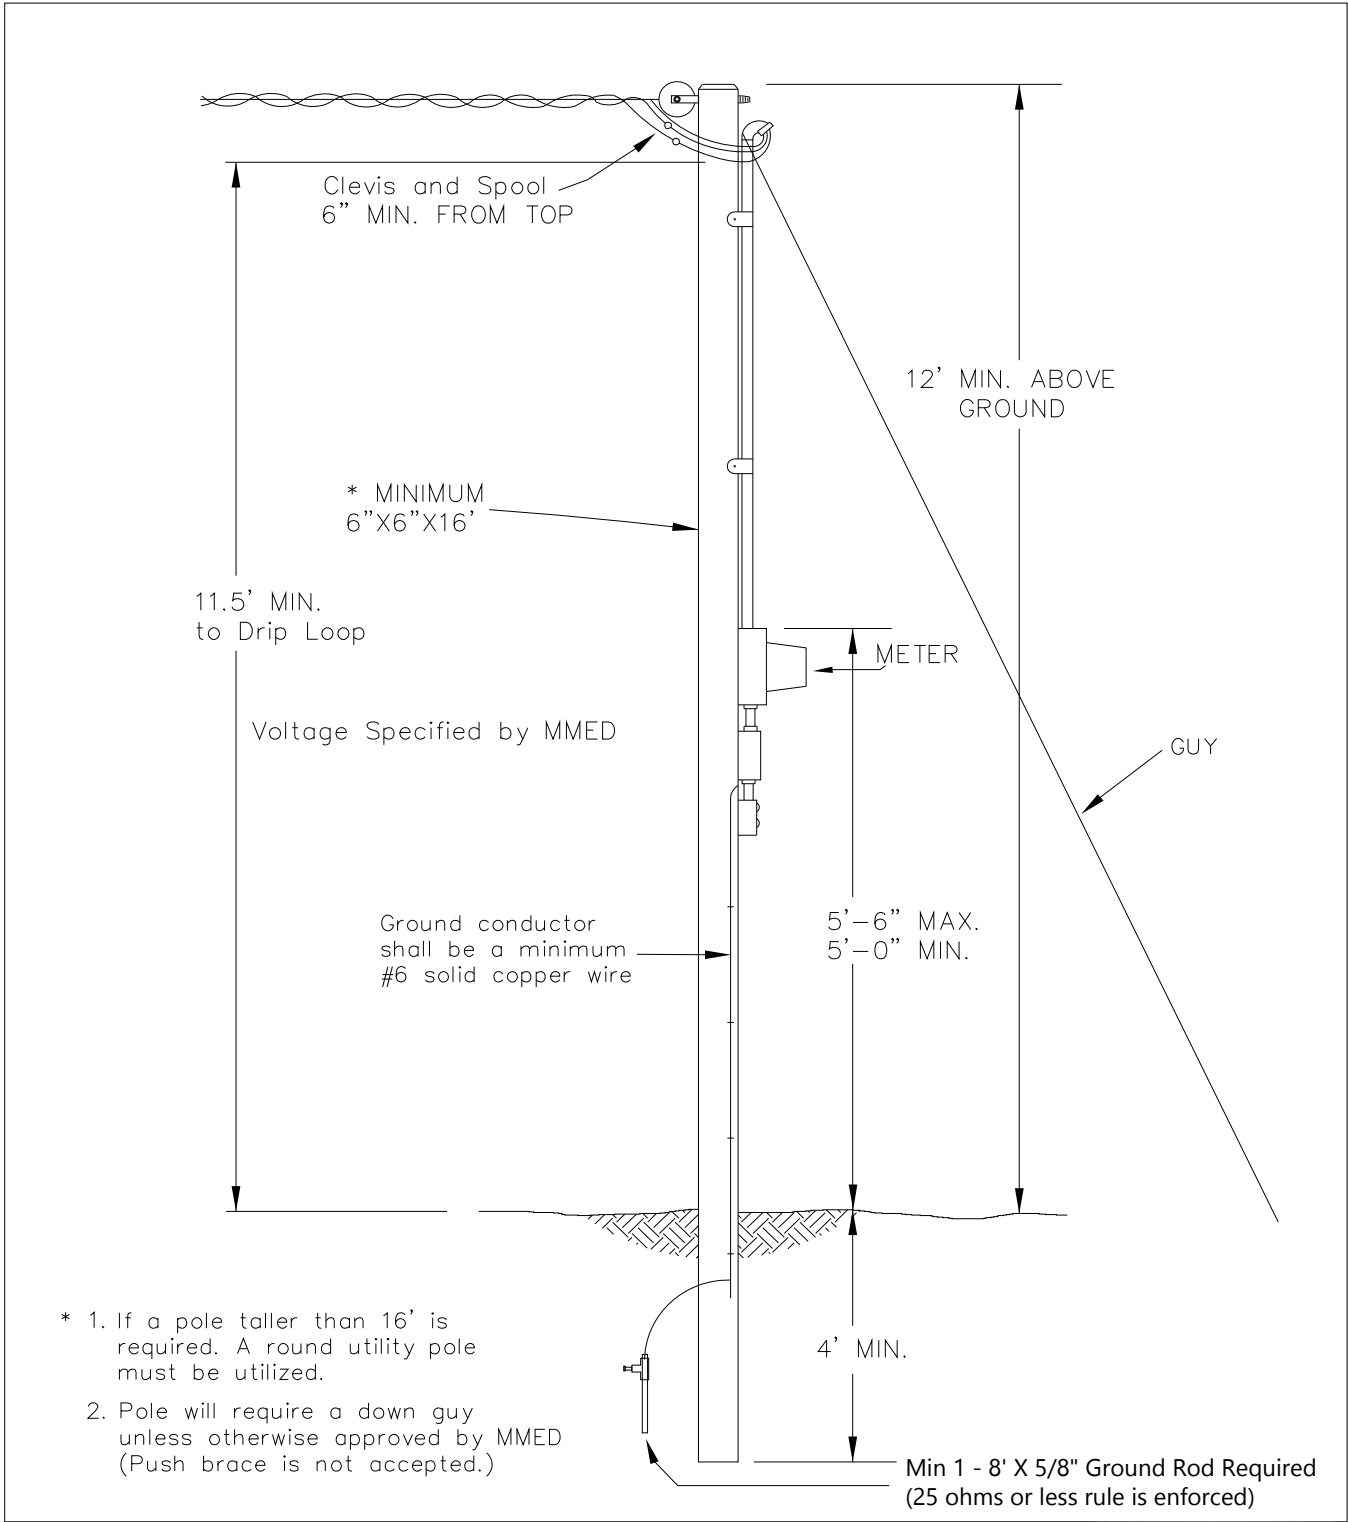 Clevis and Spool
6” MIN. FROM TOP
12’ MIN. ABOVE
GROUND
* MINIMUM
6”X6”X16’
11.5’ MIN.
to Drip Loop
METER
Voltage Specified by MMED
GUY
Ground conductor
shall be a minimum
#6 solid copper wire
5’-6” MAX.
5’-0” MIN.
4’ MIN.
* 1. If a pole taller than 16’ is
required. A round utility pole
must be utilized.
2. Pole will require a down guy
unless otherwise approved by MMED
(Push brace is not accepted.)
Min 1 - 8' X 5/8" Ground Rod Required
(25 ohms or less rule is enforced)